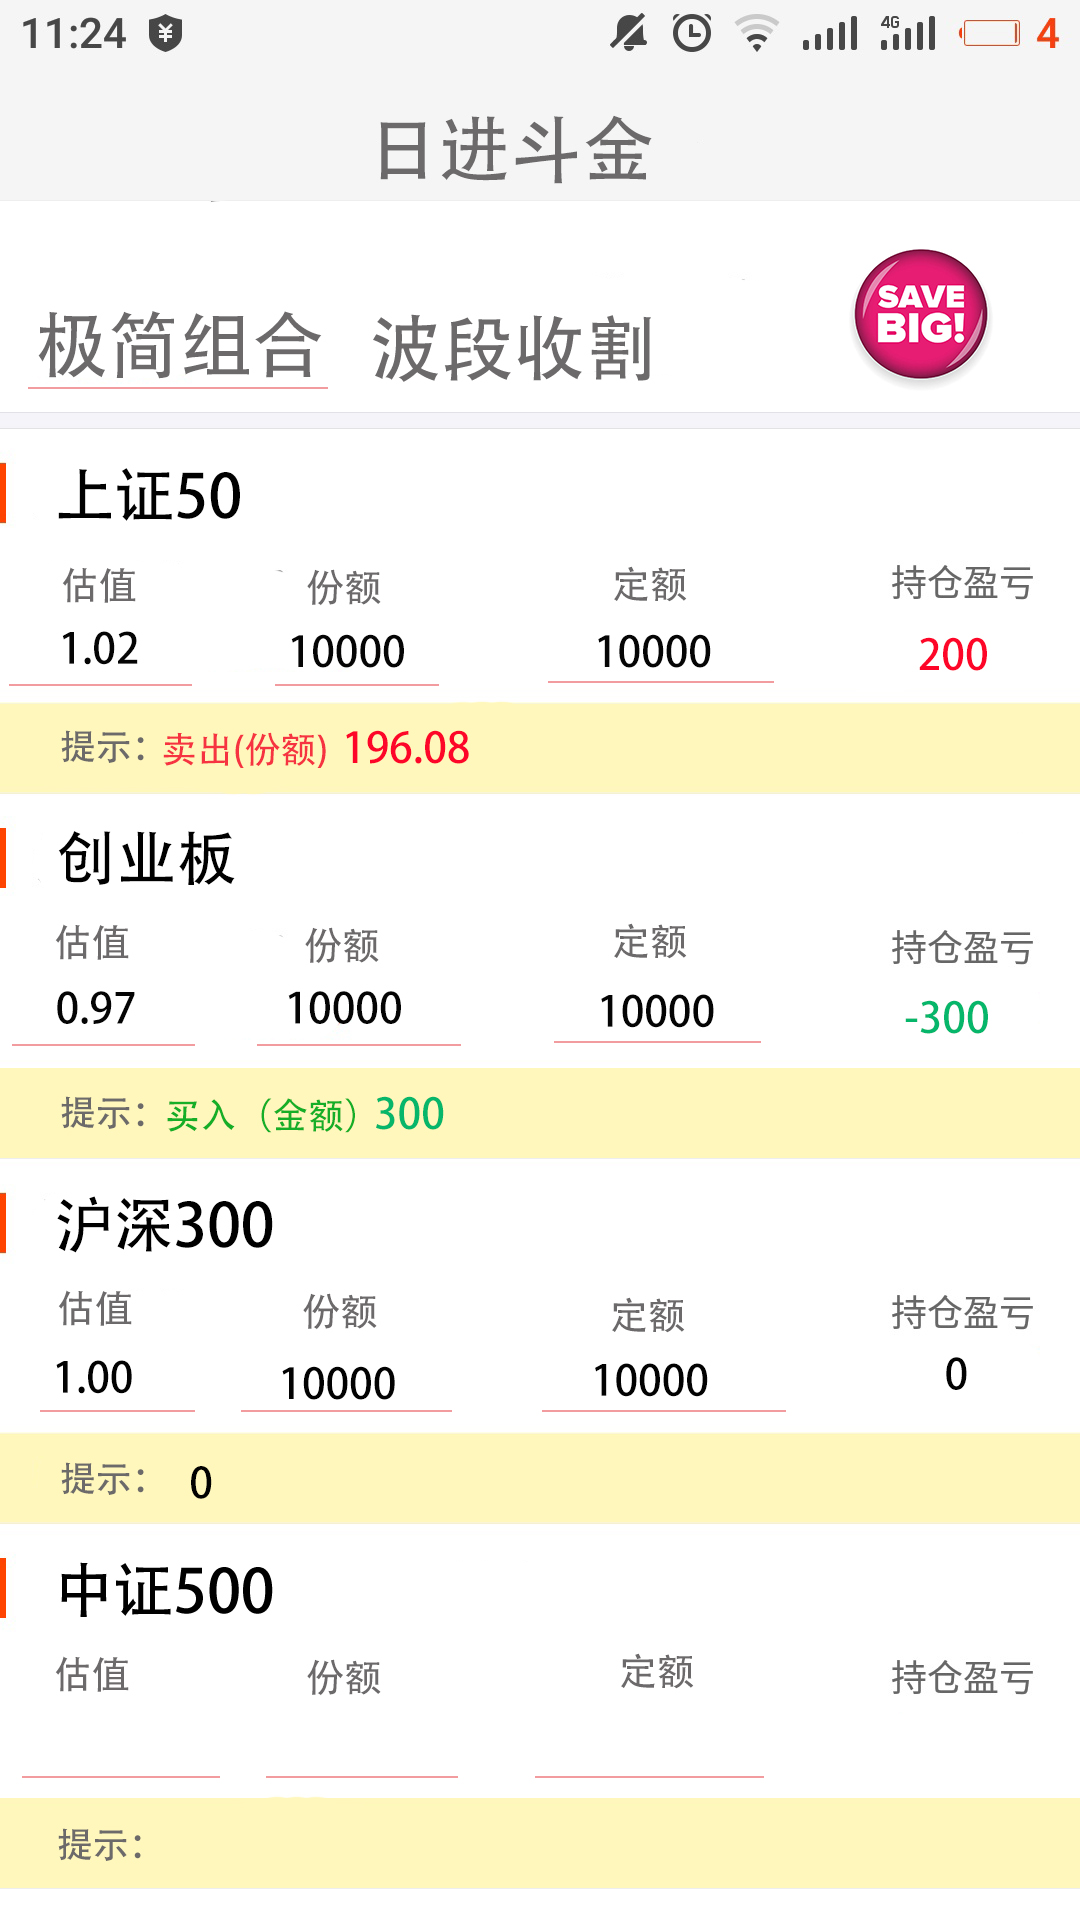 11:24 4G 4
日进斗金
极简组合 波段收割 SAVE BIG!
上证50
估值 份额 定额 持仓盈亏
1.02 10000 10000 200
提示: 卖出(份额) 196.08
创业板
估值 份额 定额 持仓盈亏
0.97 10000 10000 -300
提示: 买入（金额）300
沪深300
估值 份额 定额 持仓盈亏
1.00 10000 10000 0
提示: 0
中证500
估值 份额 定额 持仓盈亏
提示: